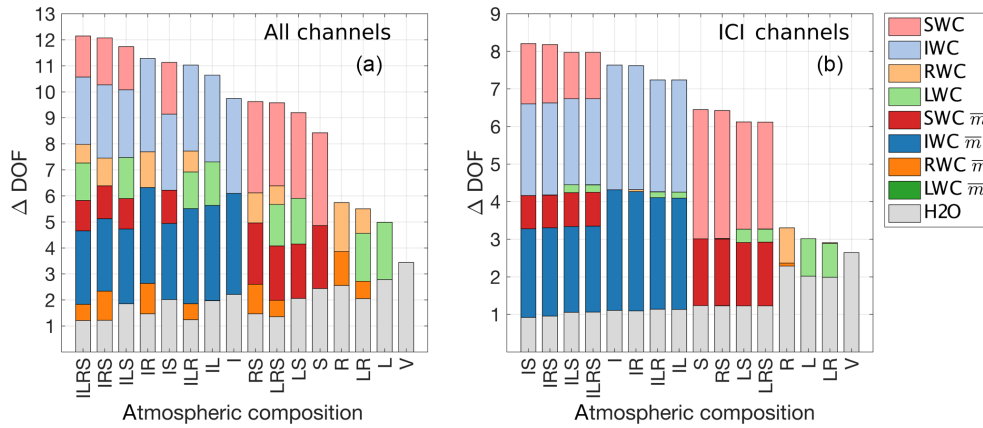 All channels
(a)
Δ DOF
13
12
11
10
9
8
7
6
5
4
3
2
1
ILRS
IRS
ILS
IR
IS
ILR
IL
I
RS
LRS
LS
S
R
LR
L
V
Atmospheric composition
ICI channels
(b)
Δ DOF
9
8
7
6
5
4
3
2
1
IS
IRS
ILS
ILRS
I
IR
ILR
IL
S
RS
LS
LRS
R
L
LR
V
Atmospheric composition
SWC
IWC
RWC
LWC
SWC m̅
IWC m̅
RWC m̅
LWC m̅
H2O